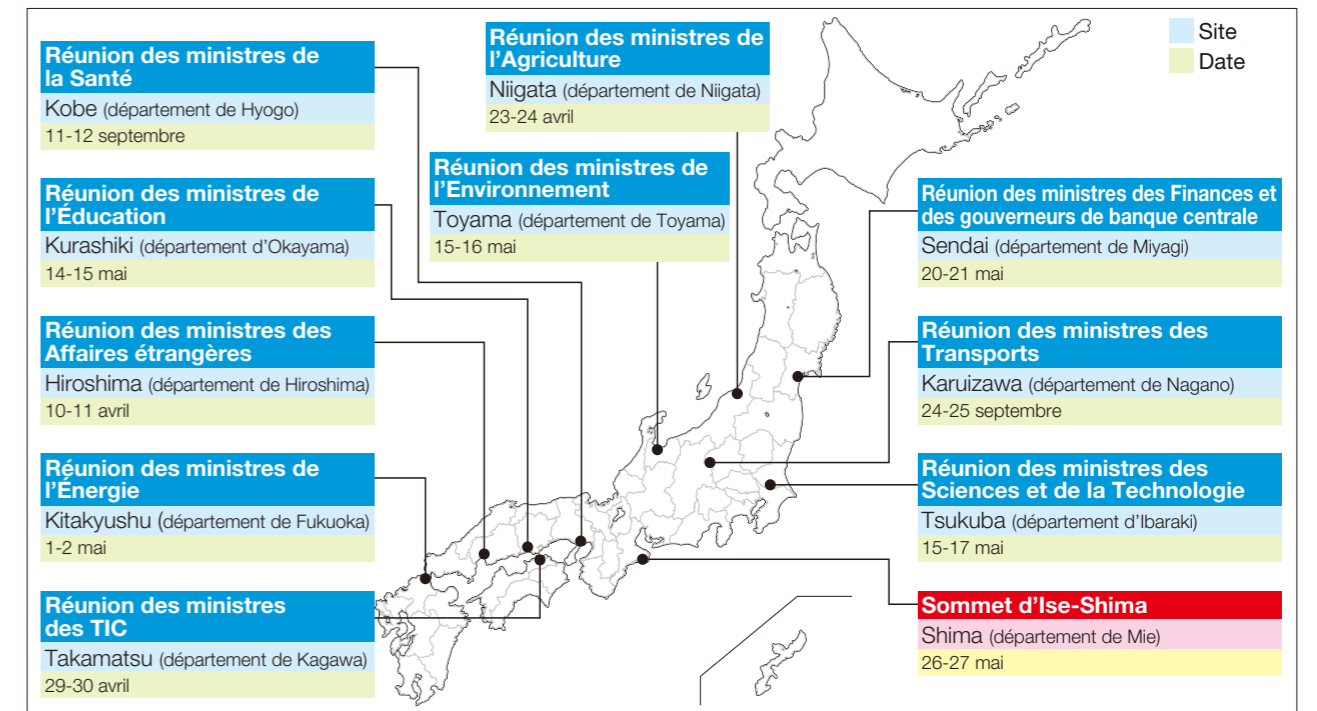 Réunion des ministres de
la Santé
Kobe (département de Hyogo)
11-12 septembre
Réunion des ministres de
l'Éducation
Kurashiki (département d'Okayama)
14-15 mai
Réunion des ministres des
Affaires étrangères
Hiroshima (département de Hiroshima)
10-11 avril
Réunion des ministres de
l'Énergie
Kitakyushu (département de Fukuoka)
1-2 mai
Réunion des ministres
des TIC
Takamatsu (département de Kagawa)
29-30 avril
Réunion des ministres de
l'Agriculture
Niigata (département de Niigata)
23-24 avril
Réunion des ministres de
l'Environnement
Toyama (département de Toyama)
15-16 mai
Site
Date
Réunion des ministres des Finances et
des gouverneurs de banque centrale
Sendai (département de Miyagi)
20-21 mai
Réunion des ministres des
Transports
Karuizawa (département de Nagano)
24-25 septembre
Réunion des ministres des
Sciences et de la Technologie
Tsukuba (département d'Ibaraki)
15-17 mai
Sommet d'Ise-Shima
Shima (département de Mie)
26-27 mai